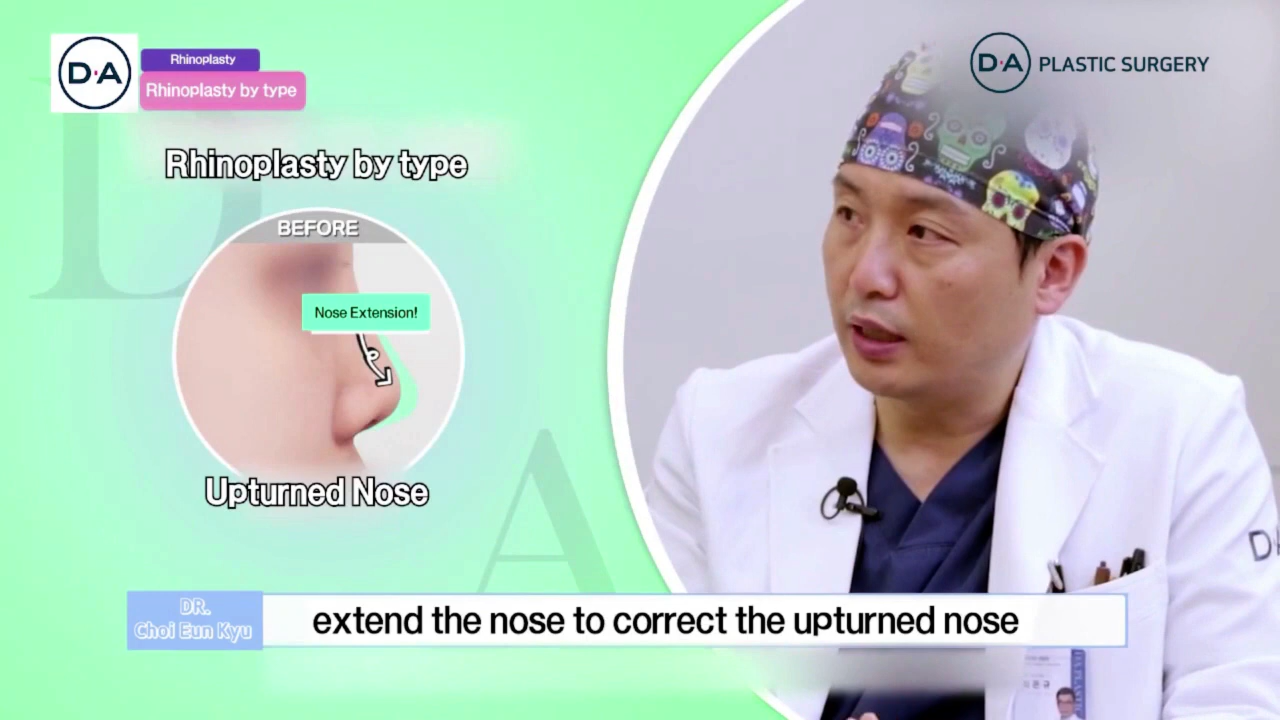 D·A
Rhinoplasty
Rhinoplasty by type
D·A PLASTIC SURGERY
Rhinoplasty by type
BEFORE
Nose Extension!
Upturned Nose
D
A
DR.
Choi Eun Kyu
extend the nose to correct the upturned nose